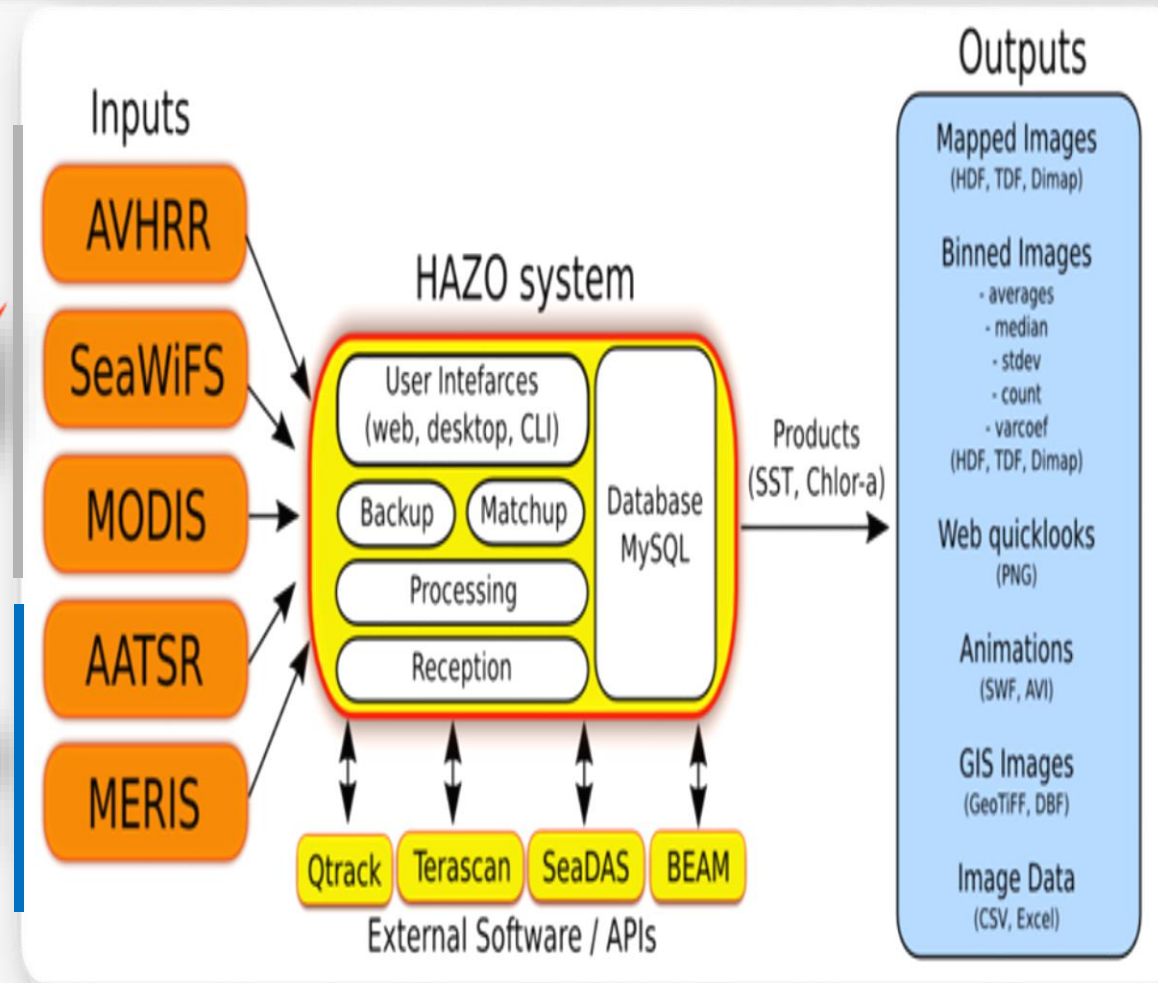 Inputs
AVHRR
SeaWiFS
MODIS
AATSR
MERIS
HAZO system
User Intefarces
(web, desktop, CLI)
Backup
Matchup
Processing
Reception
Database
MySQL
Qtrack
Terascan
SeaDAS
BEAM
External Software / APIs
Products
(SST, Chlor-a)
Outputs
Mapped Images
(HDF, TDF, Dimap)
Binned Images
- averages
- median
- stdev
- count
- varcoef
(HDF, TDF, Dimap)
Web quicklooks
(PNG)
Animations
(SWF, AVI)
GIS Images
(GeoTiFF, DBF)
Image Data
(CSV, Excel)